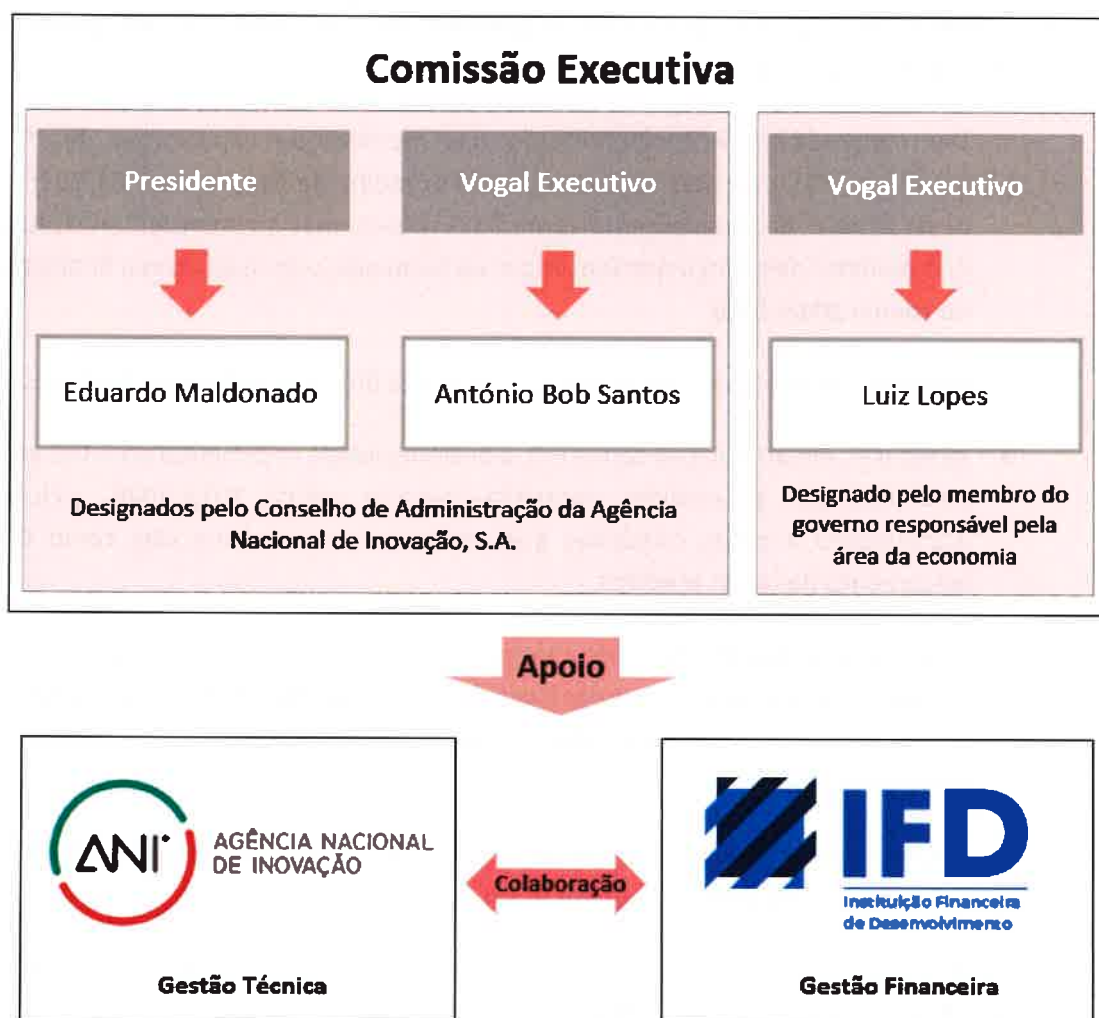 Comissão Executiva
Presidente
Vogal Executivo
Vogal Executivo
Eduardo Maldonado
António Bob Santos
Luiz Lopes
Designados pelo Conselho de Administração da Agência
Nacional de Inovação, S.A.
Designado pelo membro do
governo responsável pela
área da economia
Apoio
ANI
AGÊNCIA NACIONAL
DE INOVAÇÃO
Gestão Técnica
Colaboração
IFD
Instituição Financeira
de Desenvolvimento
Gestão Financeira